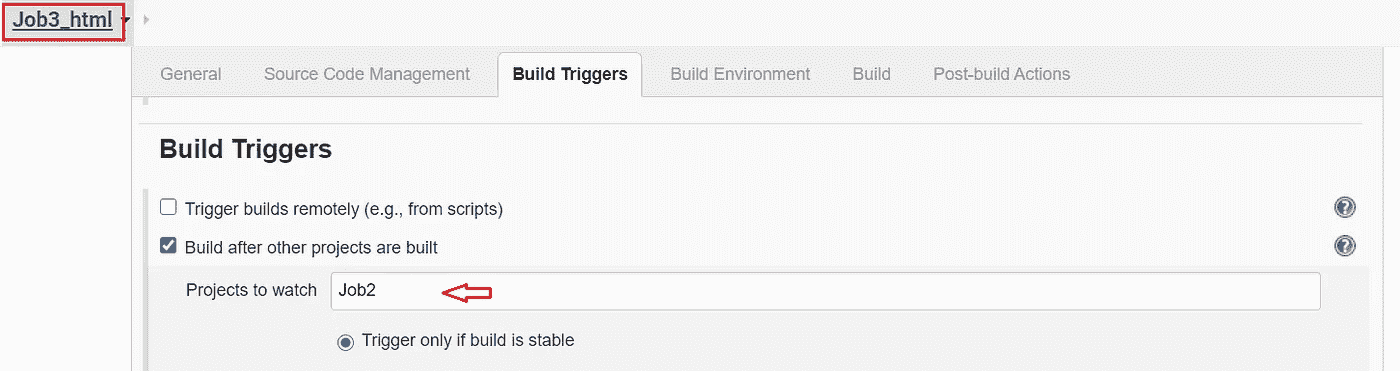 Job3_html
General Source Code Management Build Triggers Build Environment Build Post-build Actions
Build Triggers
Trigger builds remotely (e.g., from scripts)
Build after other projects are built
Projects to watch Job2
Trigger only if build is stable